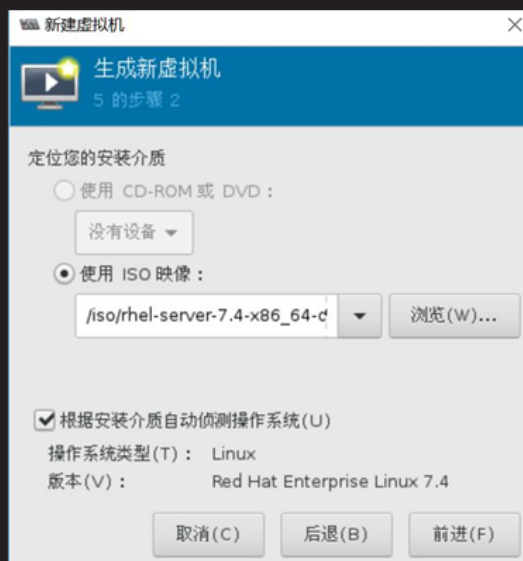 新建虚拟机
生成新虚拟机
5 的步骤 2
定位您的安装介质
使用 CD-ROM 或 DVD：
没有设备
使用 ISO 映像：
/iso/rhel-server-7.4-x86_64-d
浏览(W)...
根据安装介质自动侦测操作系统(U)
操作系统类型(T)： Linux
版本(V)： Red Hat Enterprise Linux 7.4
取消(C) 后退(B) 前进(F)